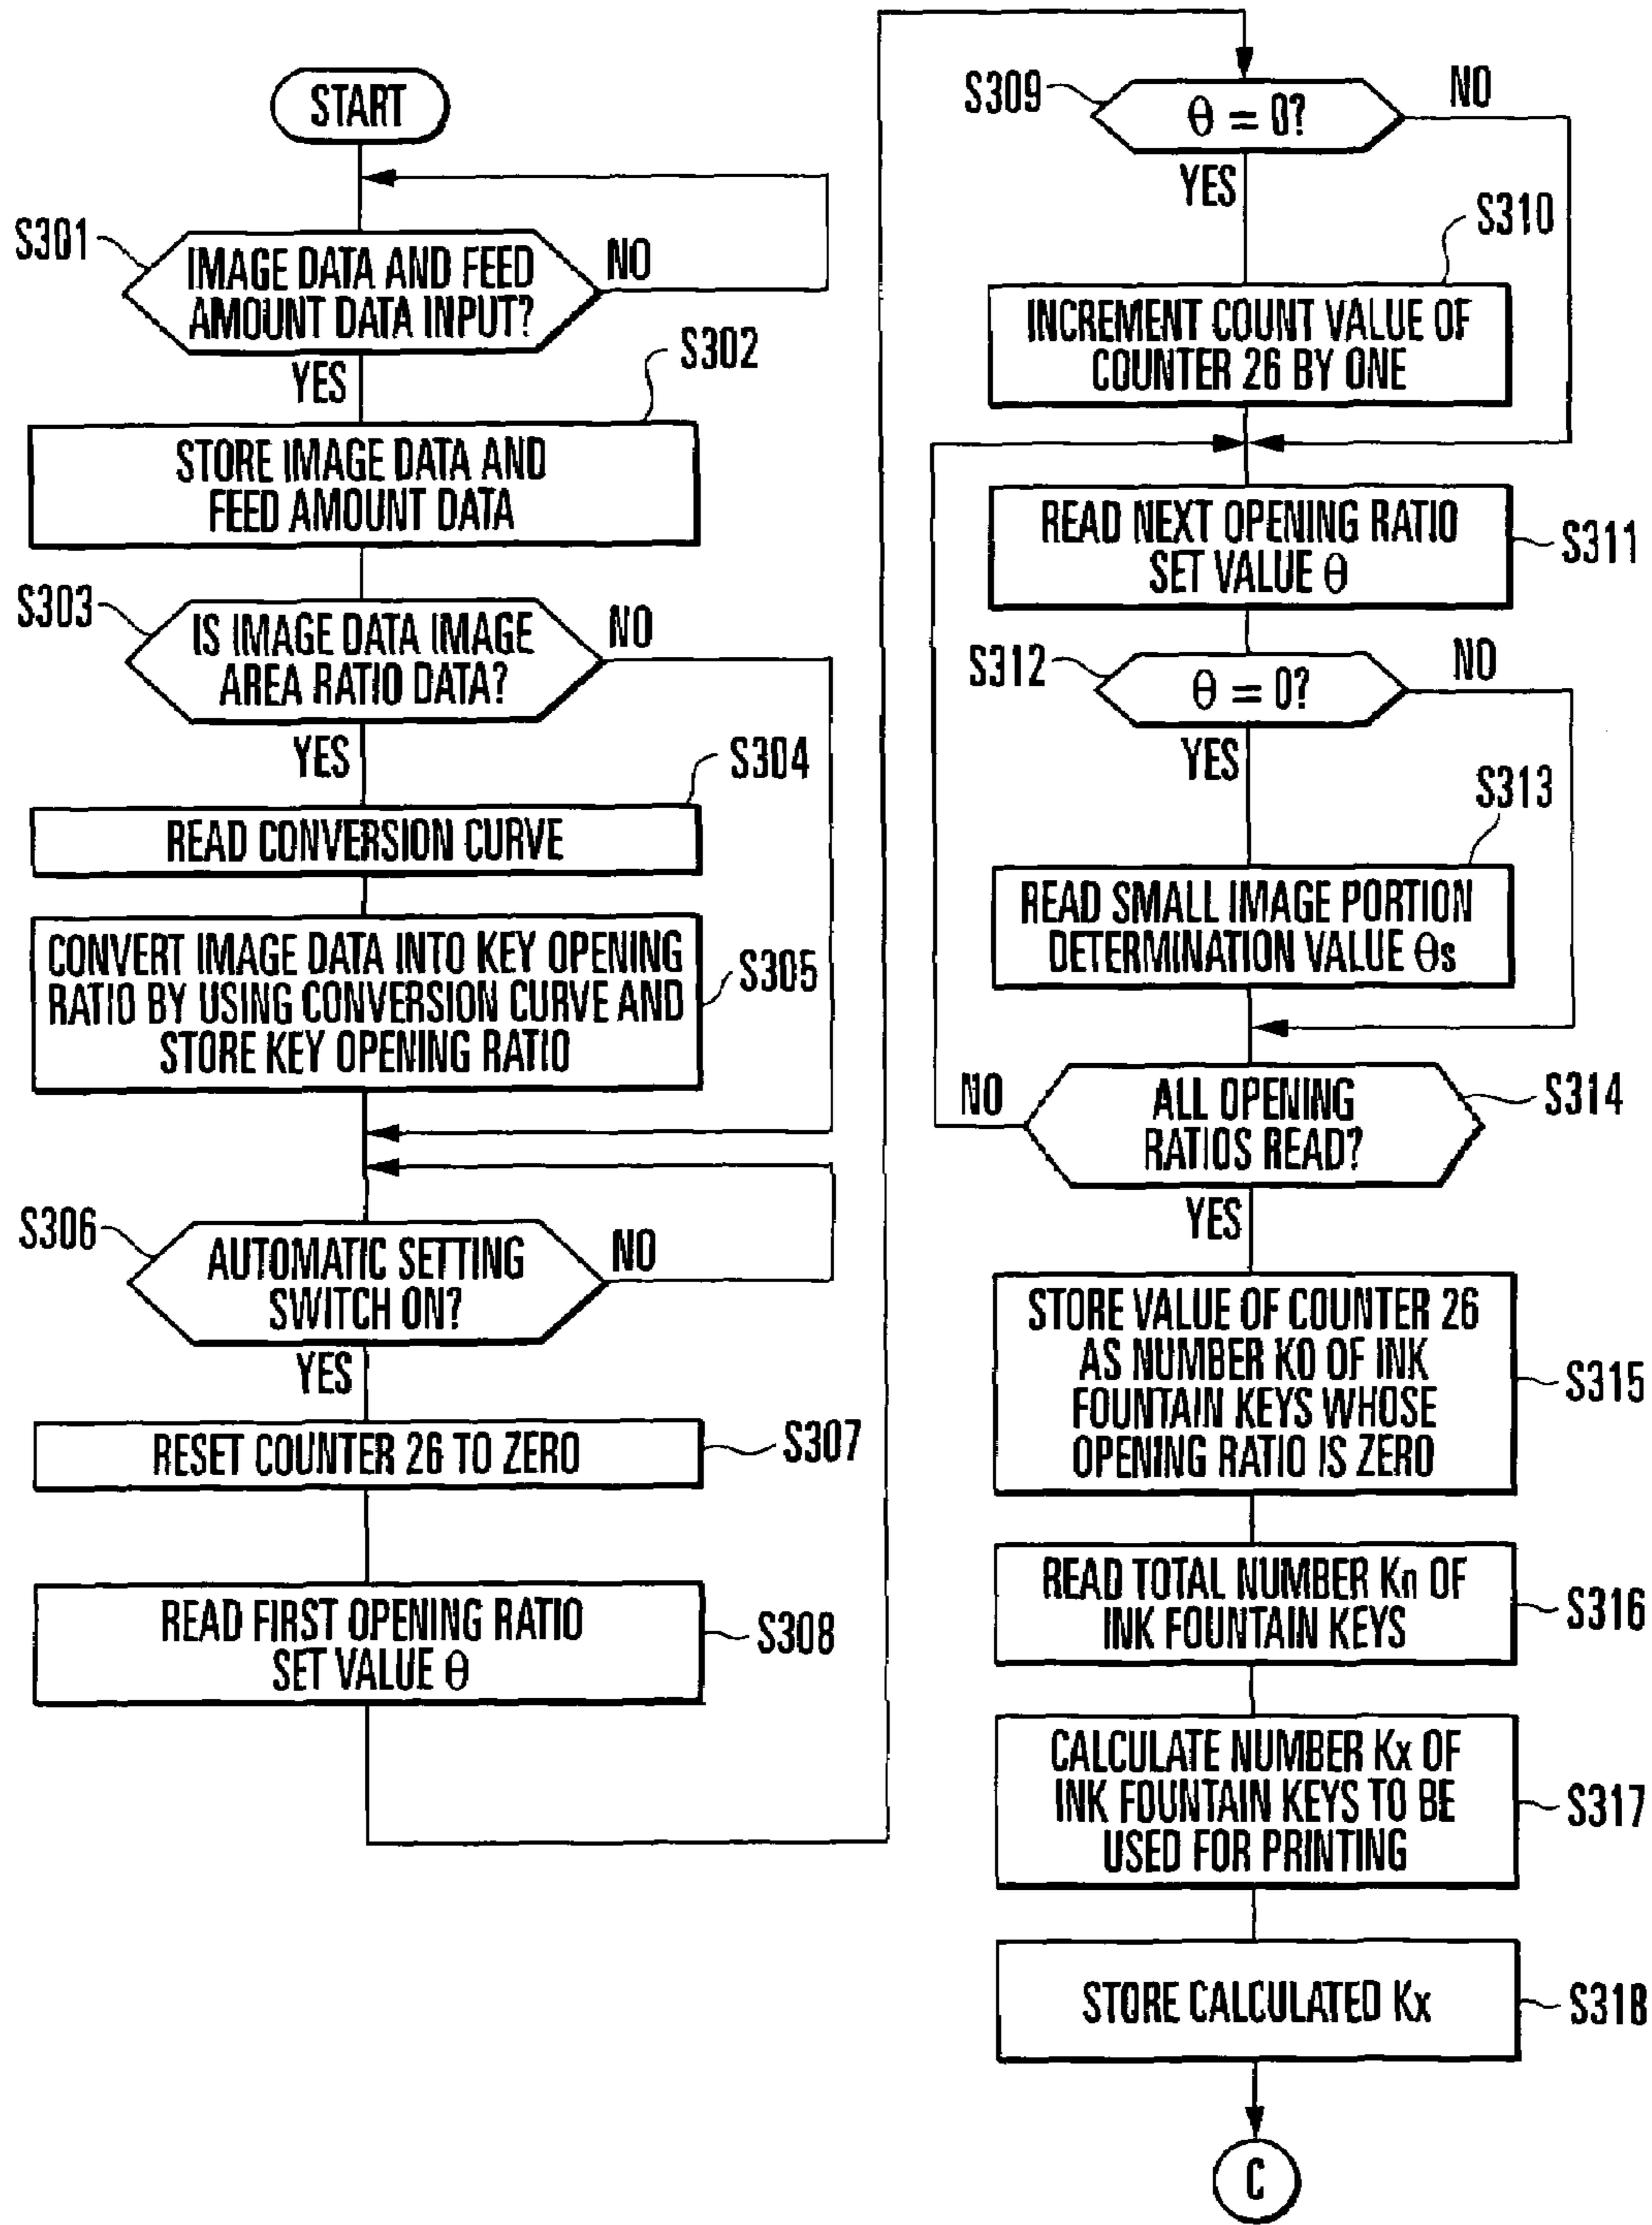 START
S301
IMAGE DATA AND FEED
AMOUNT DATA INPUT?
NO
YES
S302
STORE IMAGE DATA AND
FEED AMOUNT DATA
S303
IS IMAGE DATA IMAGE
AREA RATIO DATA?
NO
YES
S304
READ CONVERSION CURVE
CONVERT IMAGE DATA INTO KEY OPENING
RATIO BY USING CONVERSION CURVE AND
STORE KEY OPENING RATIO
S305
S306
AUTOMATIC SETTING
SWITCH ON?
NO
YES
RESET COUNTER 26 TO ZERO
S307
READ FIRST OPENING RATIO
SET VALUE θ
S308
S309
θ = 0?
NO
YES
S310
INCREMENT COUNT VALUE OF
COUNTER 26 BY ONE
READ NEXT OPENING RATIO
SET VALUE θ
S311
S312
θ = 0?
NO
YES
S313
READ SMALL IMAGE PORTION
DETERMINATION VALUE θs
NO
ALL OPENING
RATIOS READ?
S314
YES
STORE VALUE OF COUNTER 26
AS NUMBER K0 OF INK
FOUNTAIN KEYS WHOSE
OPENING RATIO IS ZERO
S315
READ TOTAL NUMBER Kn OF
INK FOUNTAIN KEYS
S316
CALCULATE NUMBER Kx OF
INK FOUNTAIN KEYS TO BE
USED FOR PRINTING
S317
STORE CALCULATED Kx
S318
C